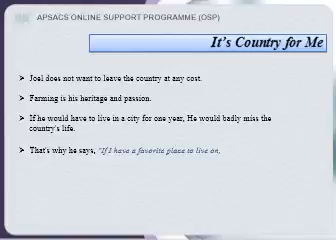 APSACS ONLINE SUPPORT PROGRAMME (OSP)
It's Country for Me
➤ Joel does not want to leave the country at any cost.
➤ Farming is his heritage and passion.
➤ If he would have to live in a city for one year, He would badly miss the
country's life.
➤ That's why he says, "If I have a favorite place to live on,